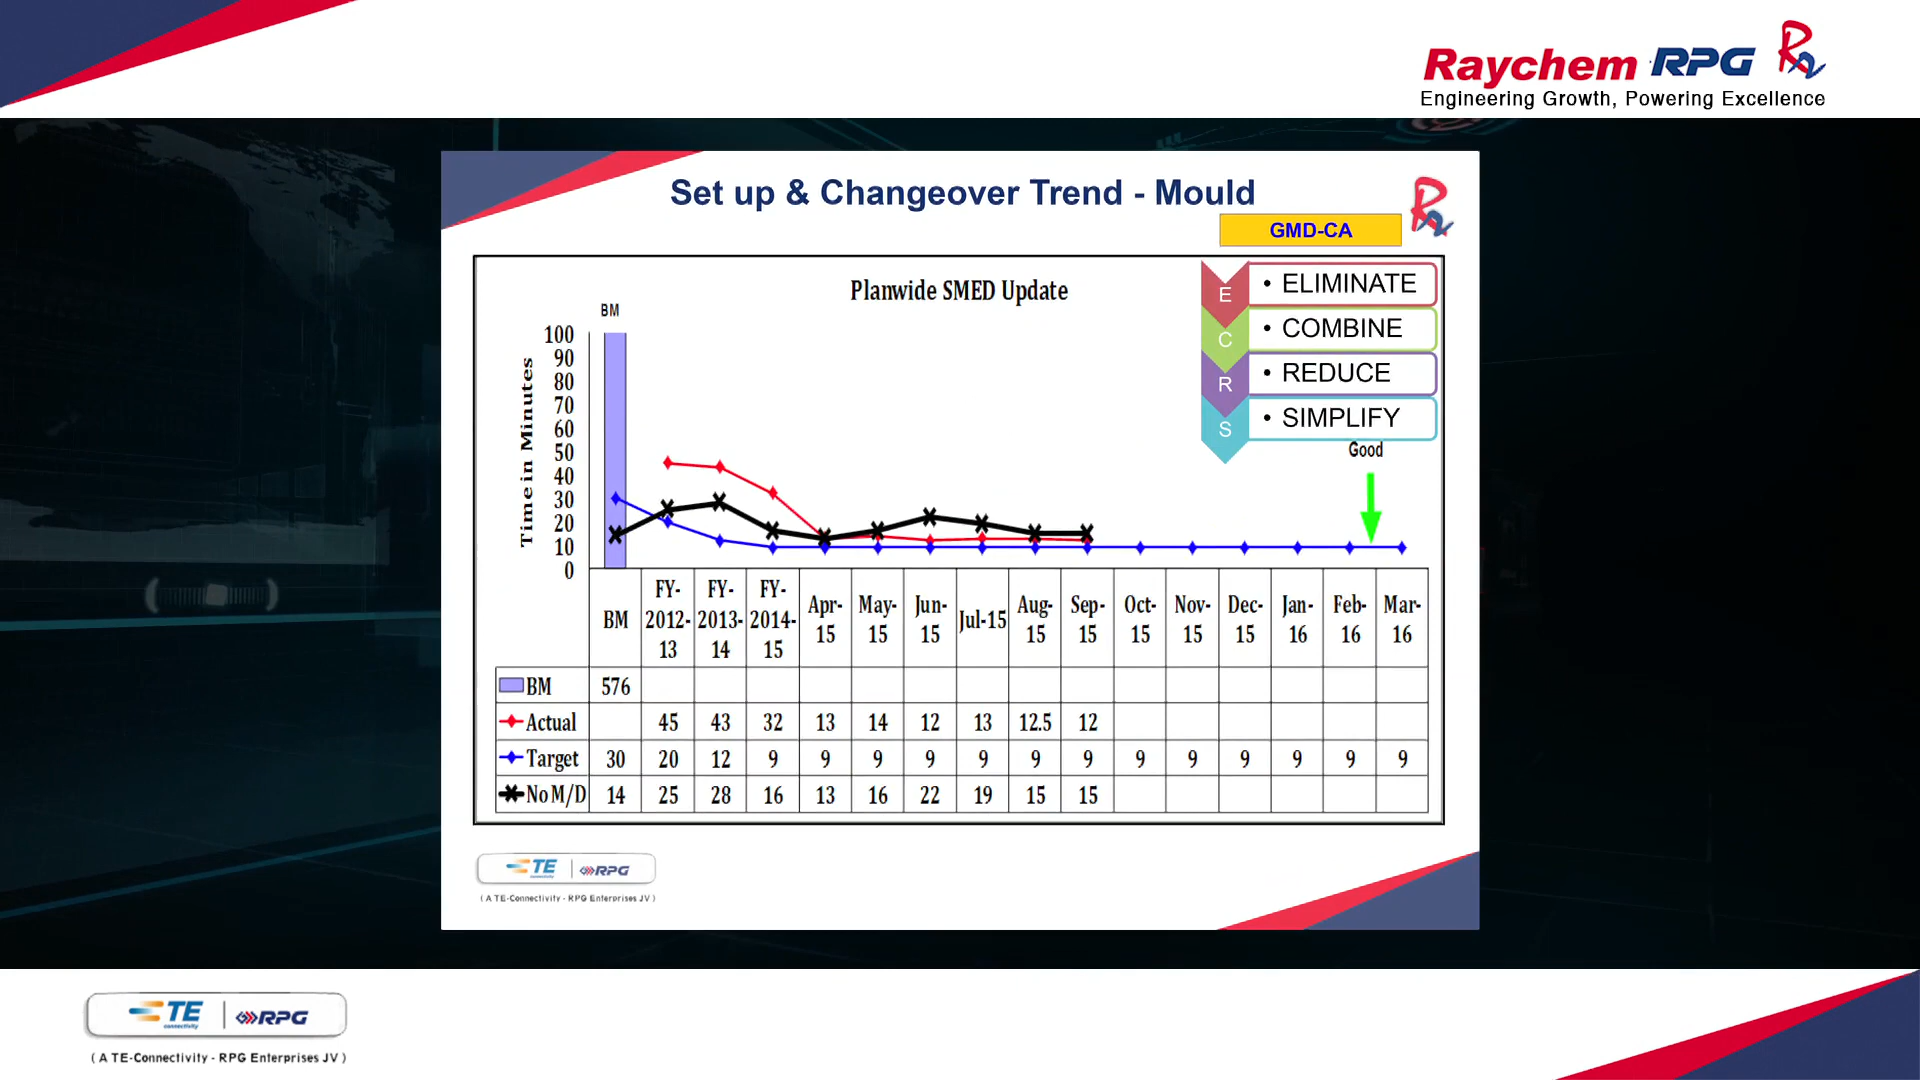 Raychem RPG
Engineering Growth, Powering Excellence
Set up & Changeover Trend - Mould
GMD-CA
Planwide SMED Update
E • ELIMINATE
C • COMBINE
R • REDUCE
S • SIMPLIFY
Good
BM
Time in Minutes
100
90
80
70
60
50
40
30
20
10
0
BM FY-2012-13 FY-2013-14 FY-2014-15 Apr-15 May-15 Jun-15 Jul-15 Aug-15 Sep-15 Oct-15 Nov-15 Dec-15 Jan-16 Feb-16 Mar-16
BM 576
Actual 45 43 32 13 14 12 13 12.5 12
Target 30 20 12 9 9 9 9 9 9 9 9 9 9 9 9 9
No M/D 14 25 28 16 13 16 22 19 15 15
TE connectivity RPG
( A TE-Connectivity - RPG Enterprises JV )
TE connectivity RPG
( A TE-Connectivity - RPG Enterprises JV )